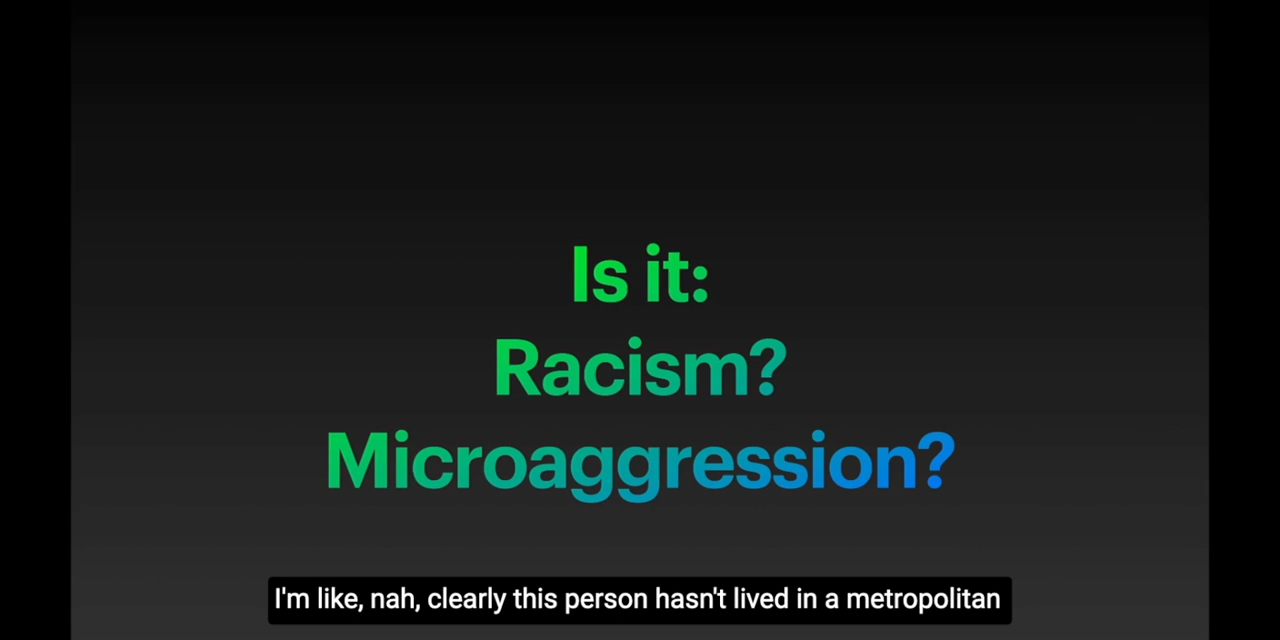 Is it:
Racism?
Microaggression?
I'm like, nah, clearly this person hasn't lived in a metropolitan